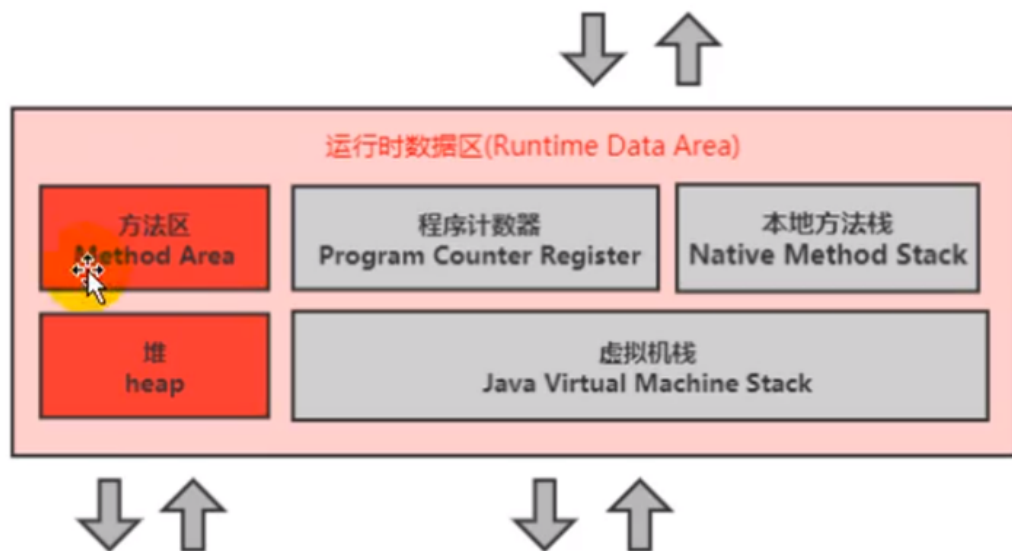 运行时数据区(Runtime Data Area)
方法区
Method Area
程序计数器
Program Counter Register
本地方法栈
Native Method Stack
堆
heap
虚拟机栈
Java Virtual Machine Stack